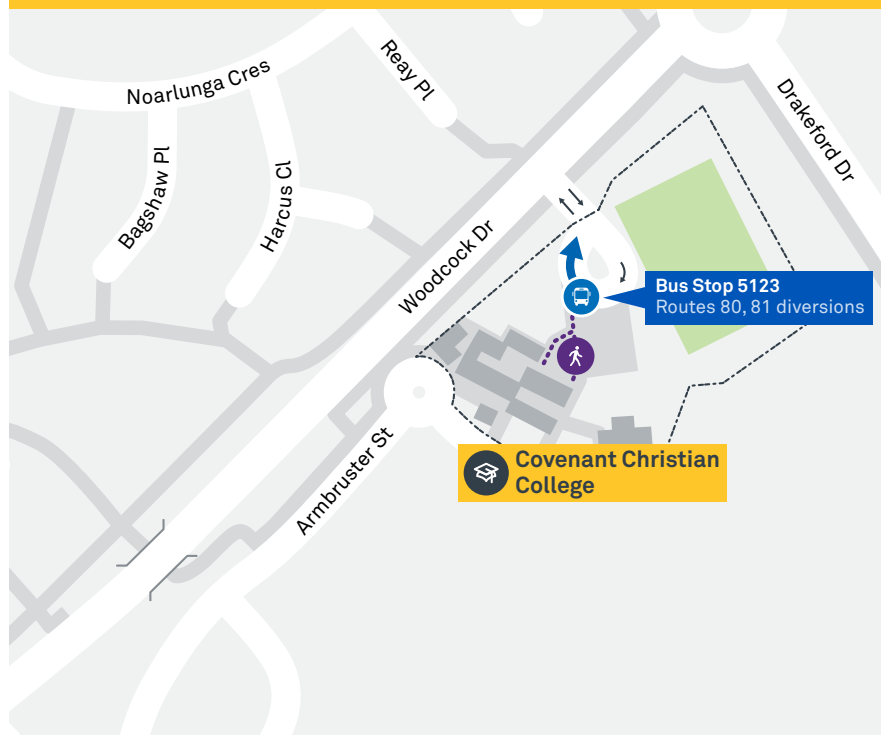 Noarlunga Cres
Reay Pl
Drakeford Dr
Bagshaw Pl
Harcus Cl
Woodcock Dr
Bus Stop 5123
Routes 80, 81 diversions
Armbruster St
Covenant Christian
College